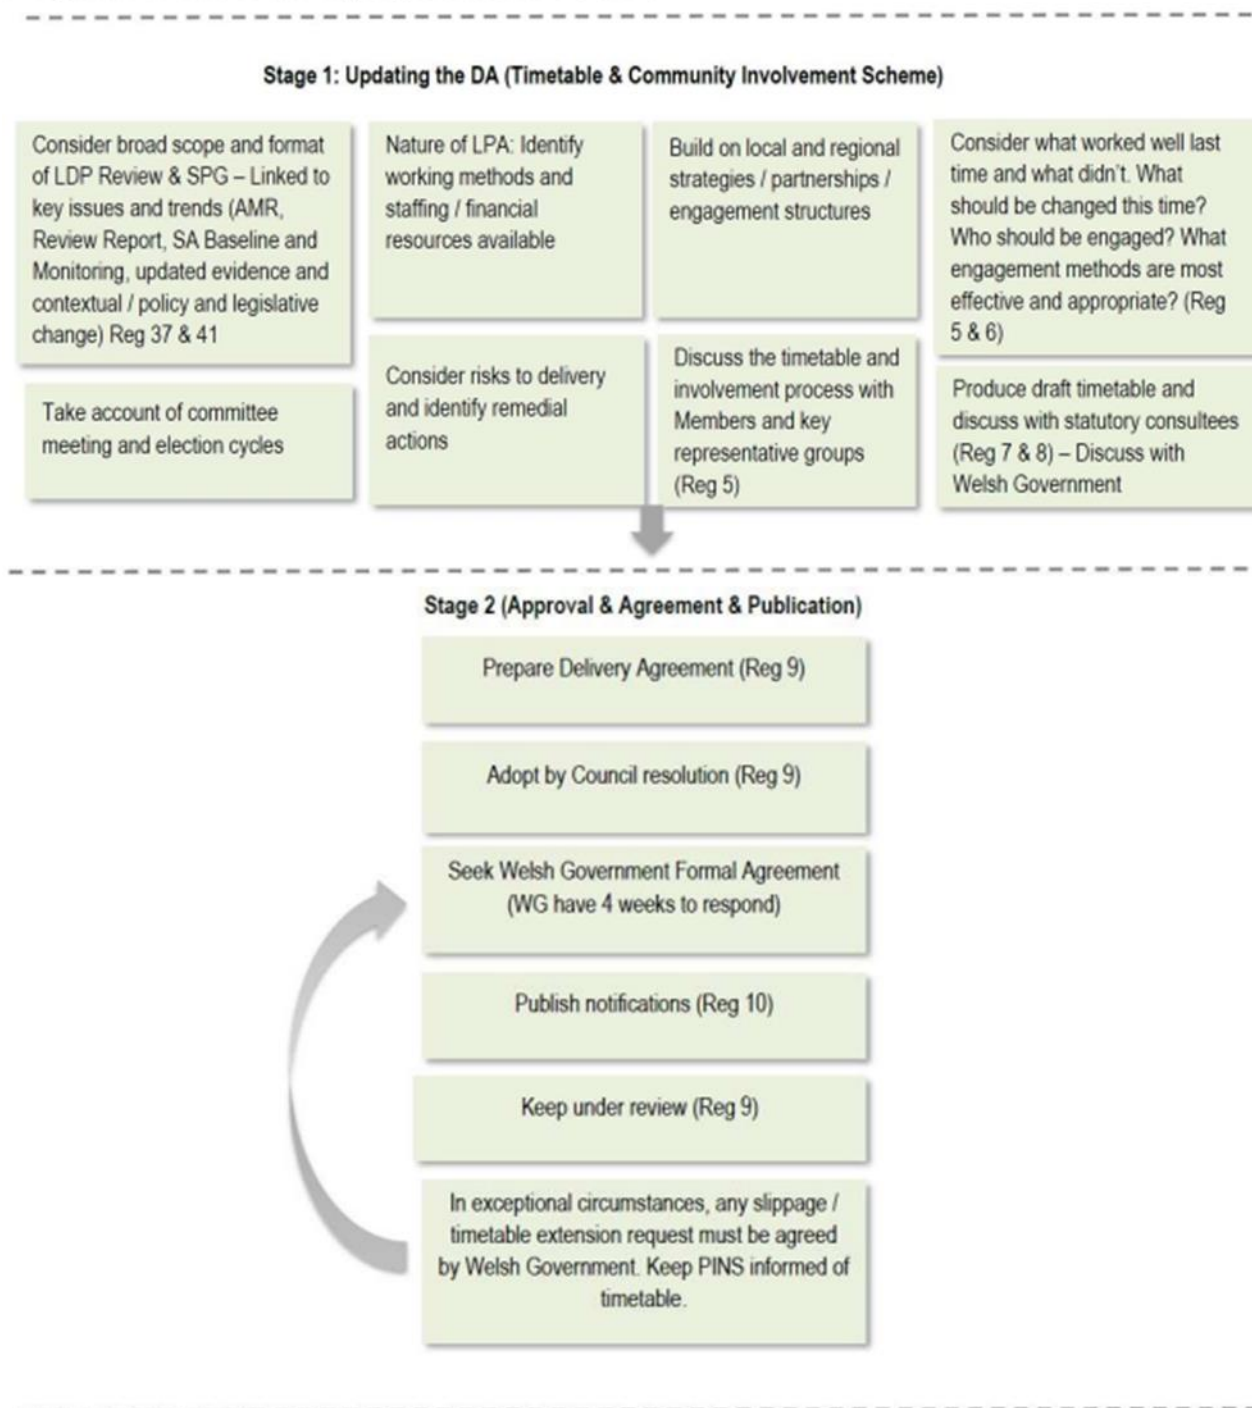 Stage 1: Updating the DA (Timetable & Community Involvement Scheme)
Consider broad scope and format
of LDP Review & SPG – Linked to
key issues and trends (AMR,
Review Report, SA Baseline and
Monitoring, updated evidence and
contextual / policy and legislative
change) Reg 37 & 41
Nature of LPA: Identify
working methods and
staffing / financial
resources available
Build on local and regional
strategies / partnerships /
engagement structures
Consider what worked well last
time and what didn't. What
should be changed this time?
Who should be engaged? What
engagement methods are most
effective and appropriate? (Reg
5 & 6)
Take account of committee
meeting and election cycles
Consider risks to delivery
and identify remedial
actions
Discuss the timetable and
involvement process with
Members and key
representative groups
(Reg 5)
Produce draft timetable and
discuss with statutory consultees
(Reg 7 & 8) – Discuss with
Welsh Government
Stage 2 (Approval & Agreement & Publication)
Prepare Delivery Agreement (Reg 9)
Adopt by Council resolution (Reg 9)
Seek Welsh Government Formal Agreement
(WG have 4 weeks to respond)
Publish notifications (Reg 10)
Keep under review (Reg 9)
In exceptional circumstances, any slippage /
timetable extension request must be agreed
by Welsh Government. Keep PINS informed of
timetable.